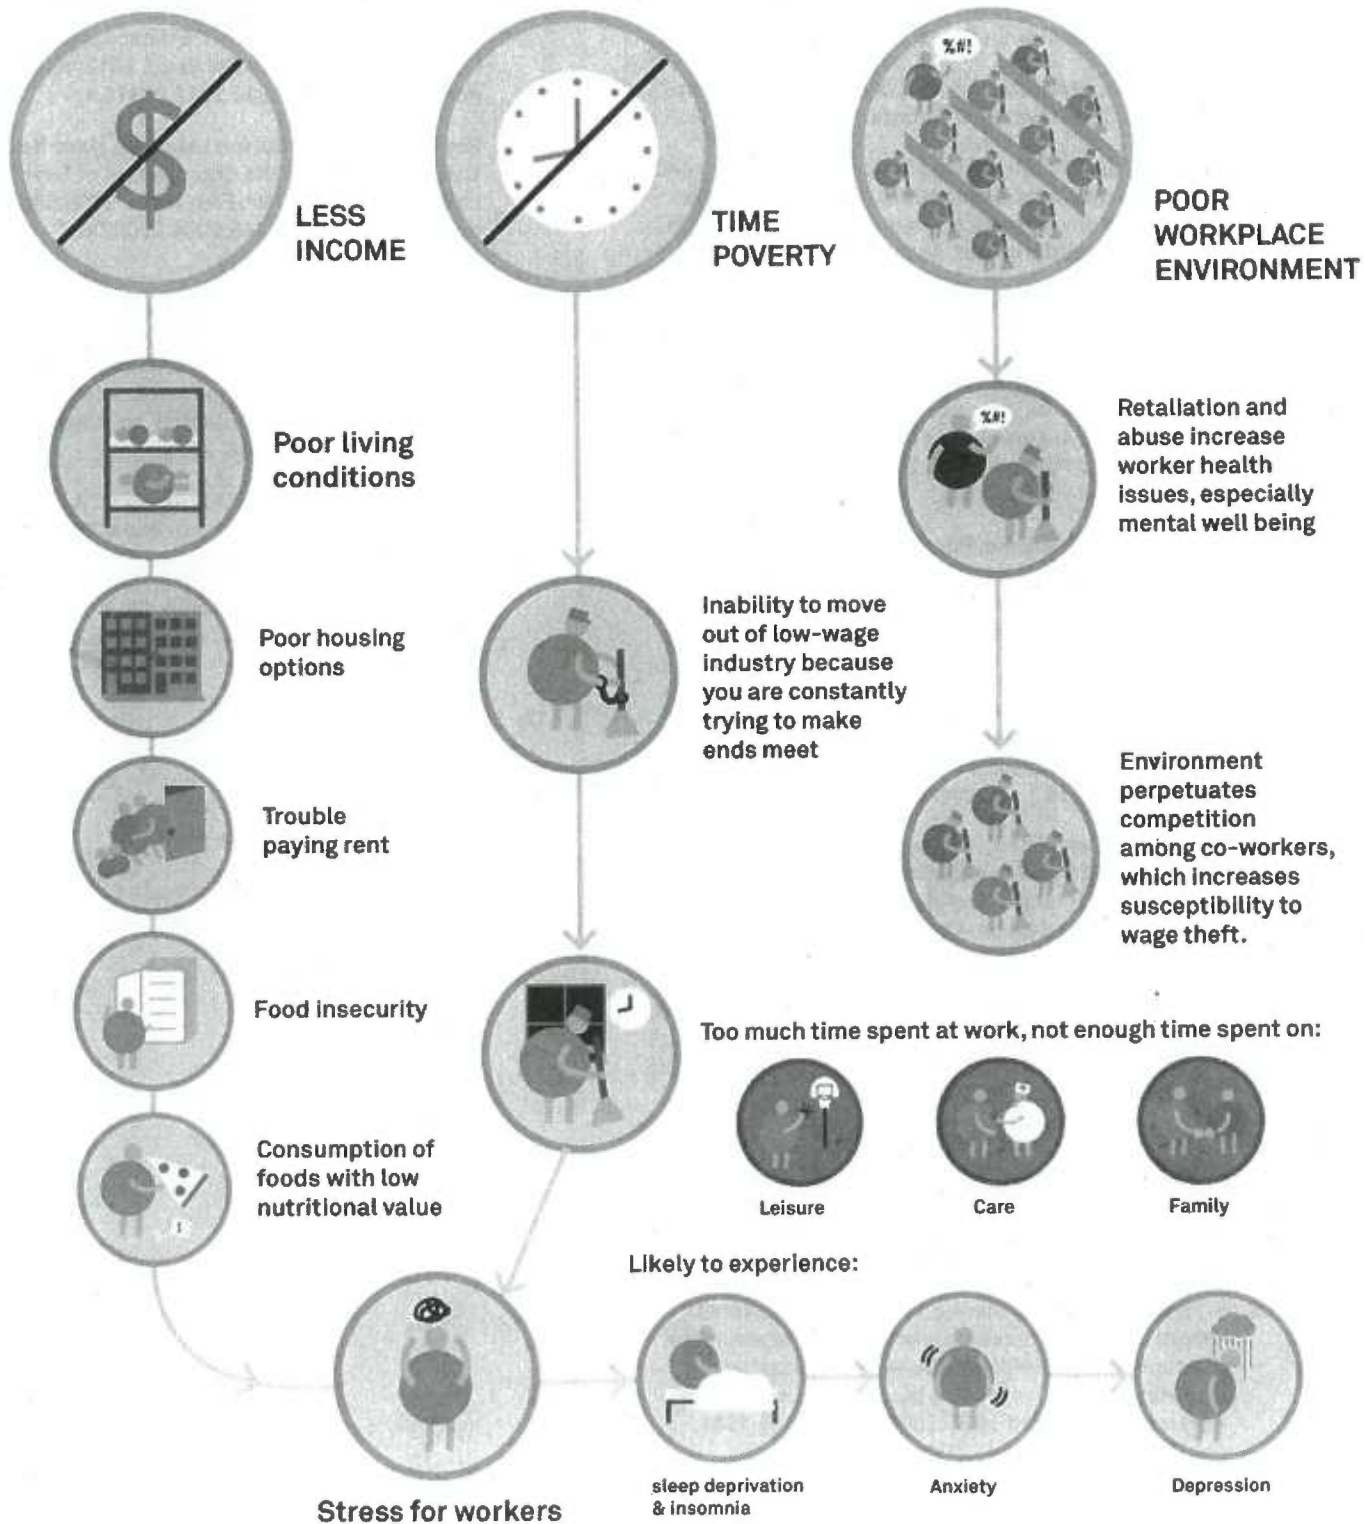 $
%#!
LESS
INCOME
TIME
POVERTY
POOR
WORKPLACE
ENVIRONMENT
Poor living
conditions
Poor housing
options
Trouble
paying rent
Food insecurity
Consumption of
foods with low
nutritional value
Inability to move
out of low-wage
industry because
you are constantly
trying to make
ends meet
%#!
Retaliation and
abuse increase
worker health
issues, especially
mental well being
Environment
perpetuates
competition
among co-workers,
which increases
susceptibility to
wage theft.
Too much time spent at work, not enough time spent on:
Leisure
Care
Family
Likely to experience:
Stress for workers
sleep deprivation
& insomnia
Anxiety
Depression